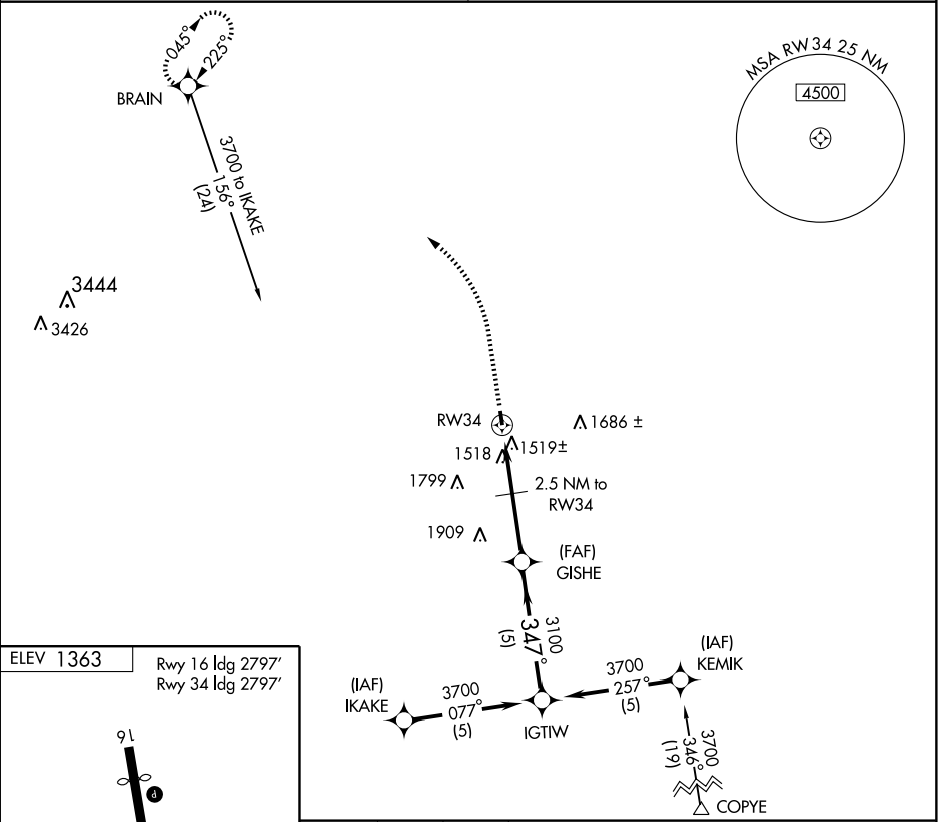 045°
225°
BRAIN
3700 to IKAKE
156°
(24)
MSA RW34 25 NM
4500
3444
3426
RW34
1686 ±
1519±
1518
1799
2.5 NM to
RW34
1909
(FAF)
GISHE
3100
347°
(5)
(IAF)
KEMIK
3700
257°
(5)
(IAF)
IKAKE
3700
077°
(5)
IGTIW
3700
346°
(19)
COPYE
ELEV 1363
Rwy 16 ldg 2797'
Rwy 34 ldg 2797'
16
P